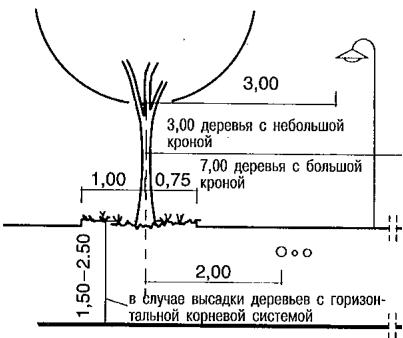 3,00
3,00 деревья с небольшой
кроной
7,00 деревья с большой
кроной
1,00
0,75
1,50–2.50
2,00
в случае высадки деревьев с горизон-
тальной корневой системой